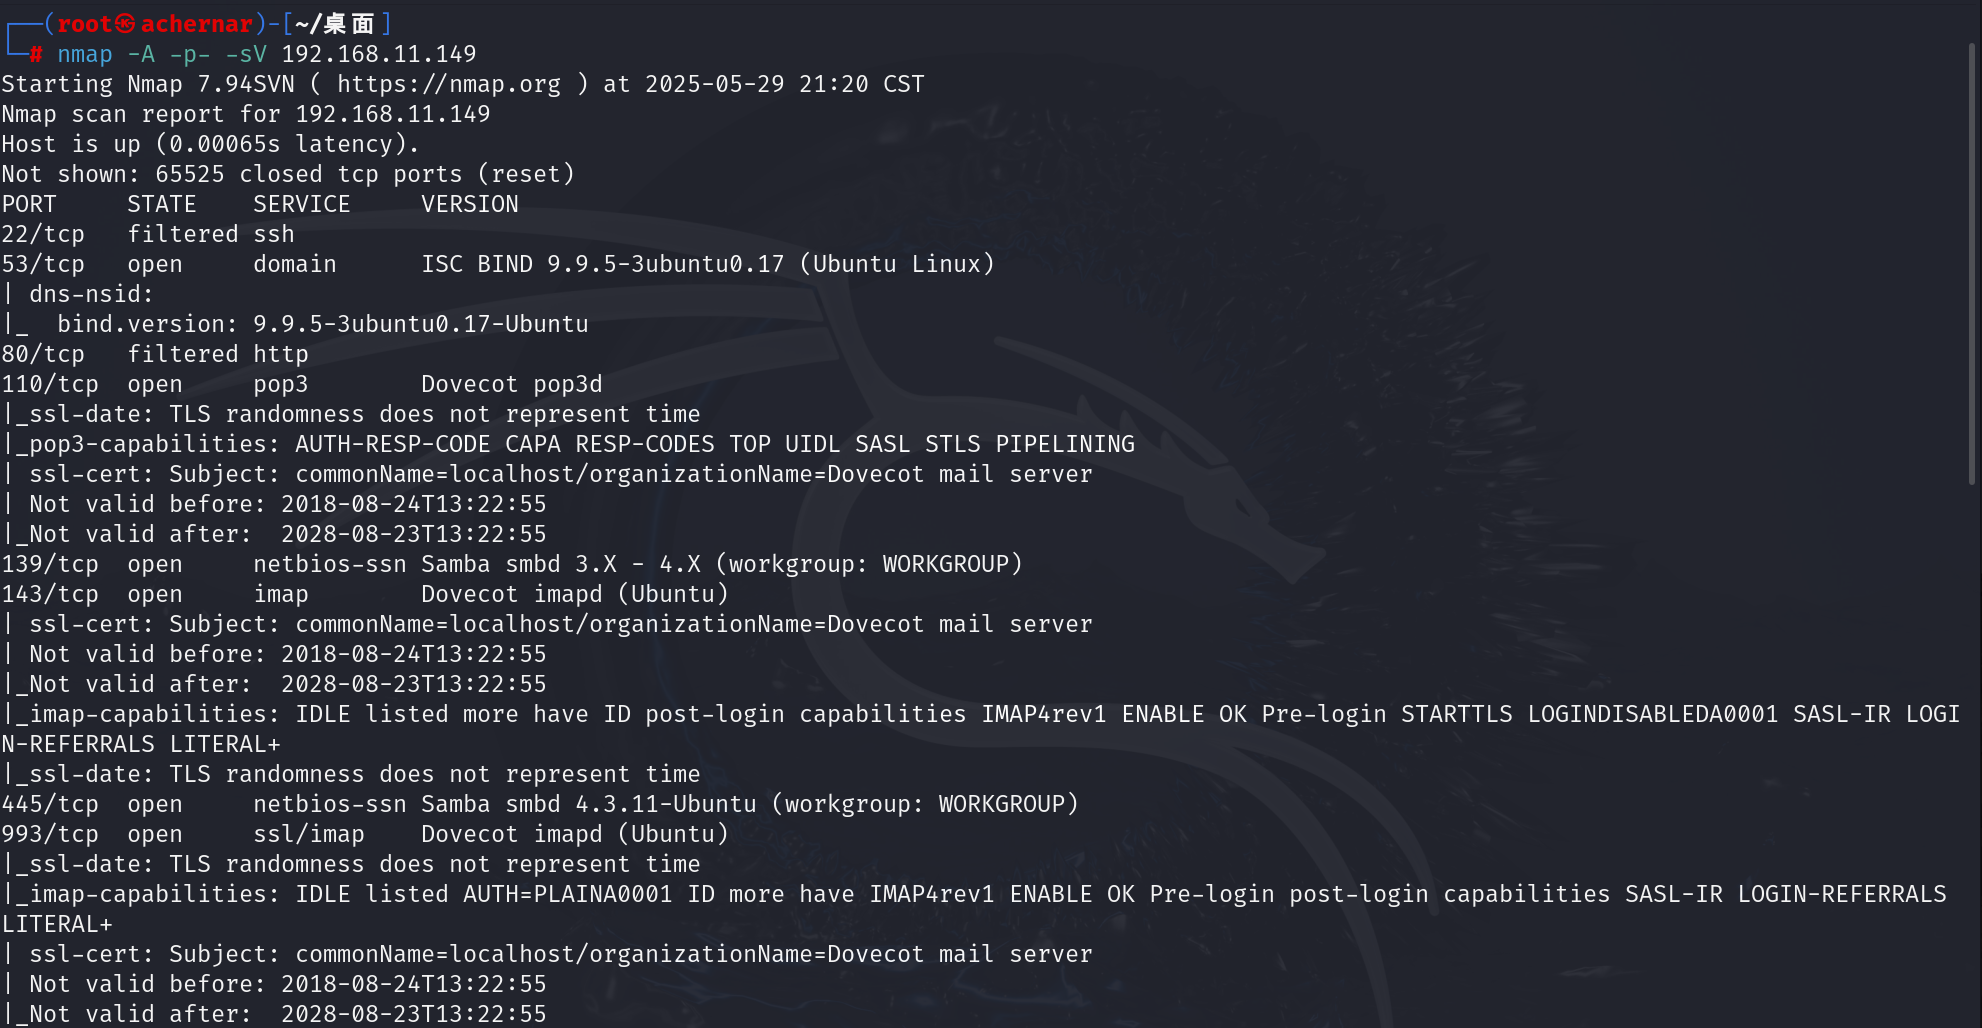 ┌──(root㉿achernar)-[~/桌面]
└─# nmap -A -p- -sV 192.168.11.149
Starting Nmap 7.94SVN ( https://nmap.org ) at 2025-05-29 21:20 CST
Nmap scan report for 192.168.11.149
Host is up (0.00065s latency).
Not shown: 65525 closed tcp ports (reset)
PORT     STATE    SERVICE     VERSION
22/tcp   filtered ssh
53/tcp   open     domain      ISC BIND 9.9.5-3ubuntu0.17 (Ubuntu Linux)
| dns-nsid:
|_  bind.version: 9.9.5-3ubuntu0.17-Ubuntu
80/tcp   filtered http
110/tcp  open     pop3        Dovecot pop3d
|_ssl-date: TLS randomness does not represent time
|_pop3-capabilities: AUTH-RESP-CODE CAPA RESP-CODES TOP UIDL SASL STLS PIPELINING
| ssl-cert: Subject: commonName=localhost/organizationName=Dovecot mail server
| Not valid before: 2018-08-24T13:22:55
|_Not valid after:  2028-08-23T13:22:55
139/tcp  open     netbios-ssn Samba smbd 3.X - 4.X (workgroup: WORKGROUP)
143/tcp  open     imap        Dovecot imapd (Ubuntu)
| ssl-cert: Subject: commonName=localhost/organizationName=Dovecot mail server
| Not valid before: 2018-08-24T13:22:55
|_Not valid after:  2028-08-23T13:22:55
|_imap-capabilities: IDLE listed more have ID post-login capabilities IMAP4rev1 ENABLE OK Pre-login STARTTLS LOGINDISABLEDA0001 SASL-IR LOGI
N-REFERRALS LITERAL+
|_ssl-date: TLS randomness does not represent time
445/tcp  open     netbios-ssn Samba smbd 4.3.11-Ubuntu (workgroup: WORKGROUP)
993/tcp  open     ssl/imap    Dovecot imapd (Ubuntu)
|_ssl-date: TLS randomness does not represent time
|_imap-capabilities: IDLE listed AUTH=PLAINA0001 ID more have IMAP4rev1 ENABLE OK Pre-login post-login capabilities SASL-IR LOGIN-REFERRALS
LITERAL+
| ssl-cert: Subject: commonName=localhost/organizationName=Dovecot mail server
| Not valid before: 2018-08-24T13:22:55
|_Not valid after:  2028-08-23T13:22:55